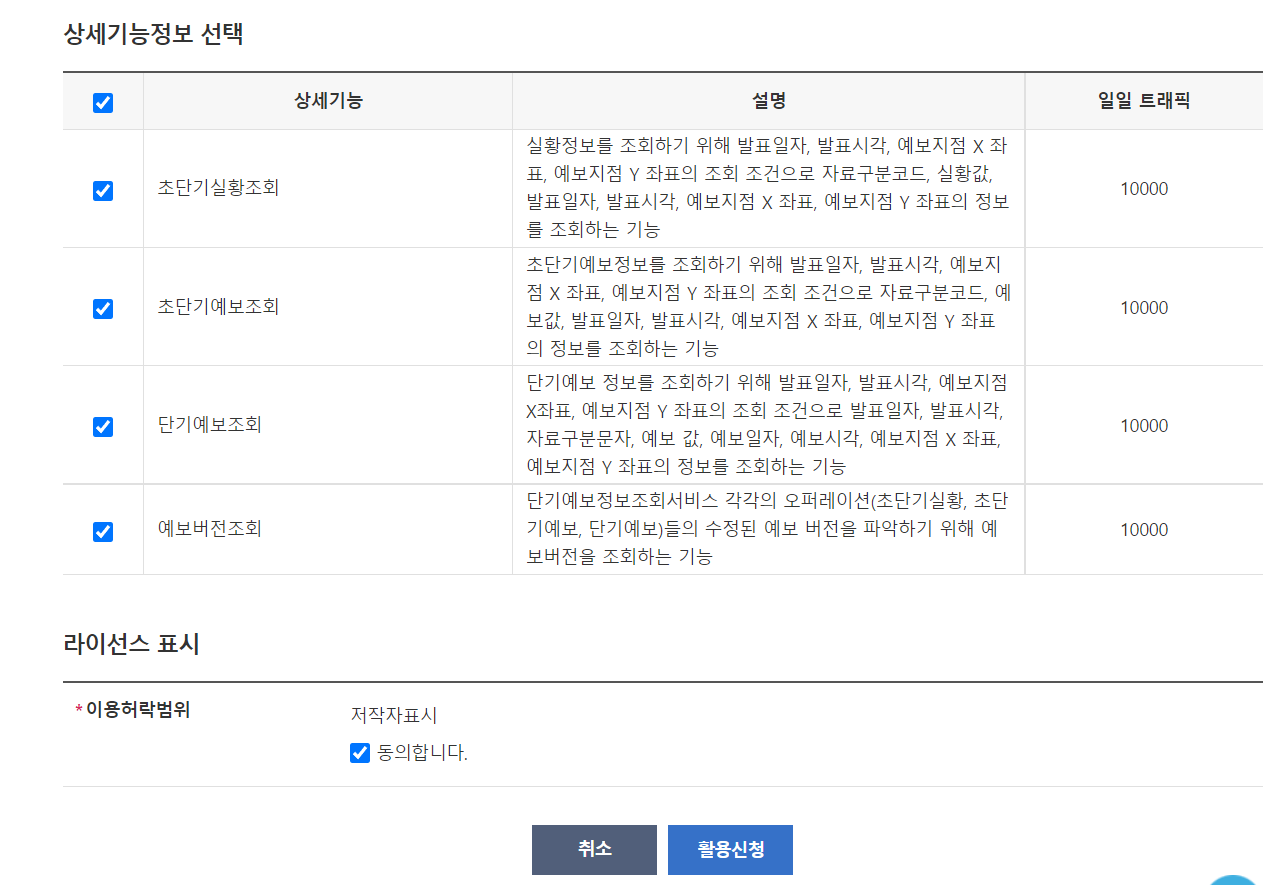 상세기능정보 선택
상세기능 설명 일일 트래픽
초단기실황조회
실황정보를 조회하기 위해 발표일자, 발표시각, 예보지점 X 좌
표, 예보지점 Y 좌표의 조회 조건으로 자료구분코드, 실황값,
발표일자, 발표시각, 예보지점 X 좌표, 예보지점 Y 좌표의 정보
를 조회하는 기능
10000
초단기예보조회
초단기예보정보를 조회하기 위해 발표일자, 발표시각, 예보지
점 X 좌표, 예보지점 Y 좌표의 조회 조건으로 자료구분코드, 예
보값, 발표일자, 발표시각, 예보지점 X 좌표, 예보지점 Y 좌표
의 정보를 조회하는 기능
10000
단기예보조회
단기예보 정보를 조회하기 위해 발표일자, 발표시각, 예보지점
X좌표, 예보지점 Y 좌표의 조회 조건으로 발표일자, 발표시각,
자료구분문자, 예보 값, 예보일자, 예보시각, 예보지점 X 좌표,
예보지점 Y 좌표의 정보를 조회하는 기능
10000
예보버전조회
단기예보정보조회서비스 각각의 오퍼레이션(초단기실황, 초단
기예보, 단기예보)들의 수정된 예보 버전을 파악하기 위해 예
보버전을 조회하는 기능
10000
라이선스 표시
*이용허락범위
저작자표시
동의합니다.
취소 활용신청